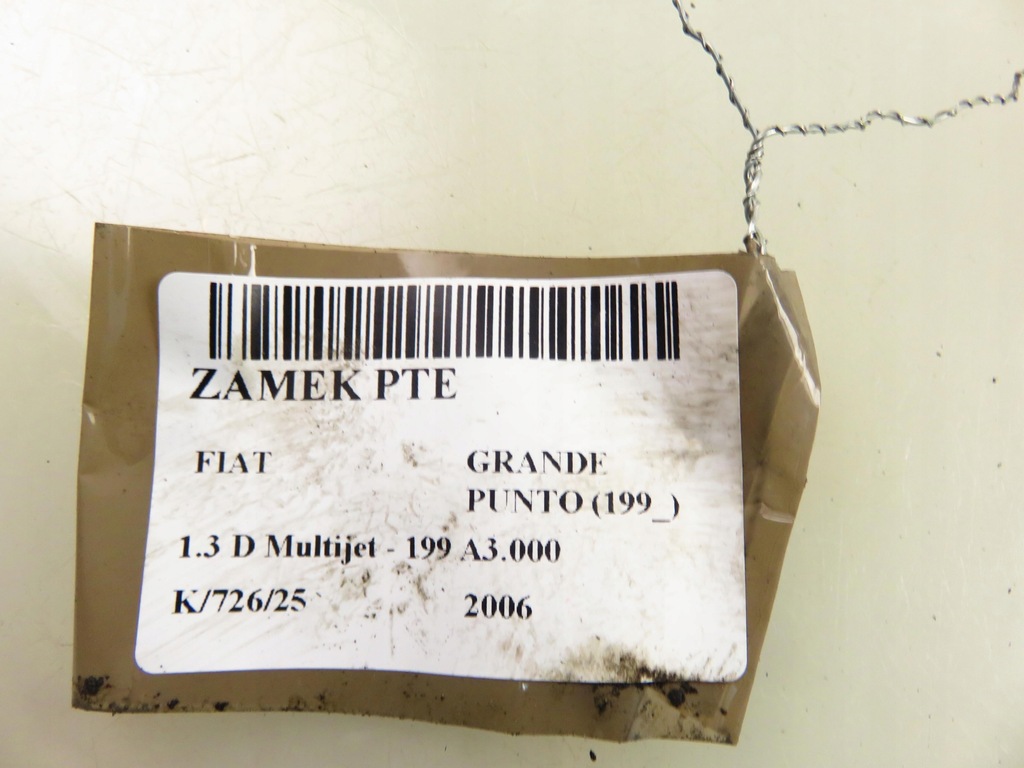 ZAMEK PTE
FIAT
GRANDE
PUNTO (199_)
1.3 D Multijet - 199 A3.000
K/726/25
2006